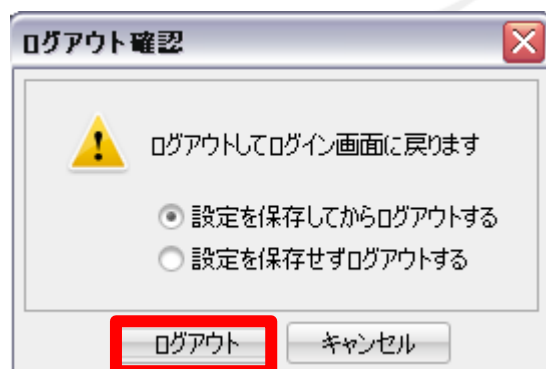 ログアウト確認
ログアウトしてログイン画面に戻ります
設定を保存してからログアウトする
設定を保存せずログアウトする
ログアウト キャンセル